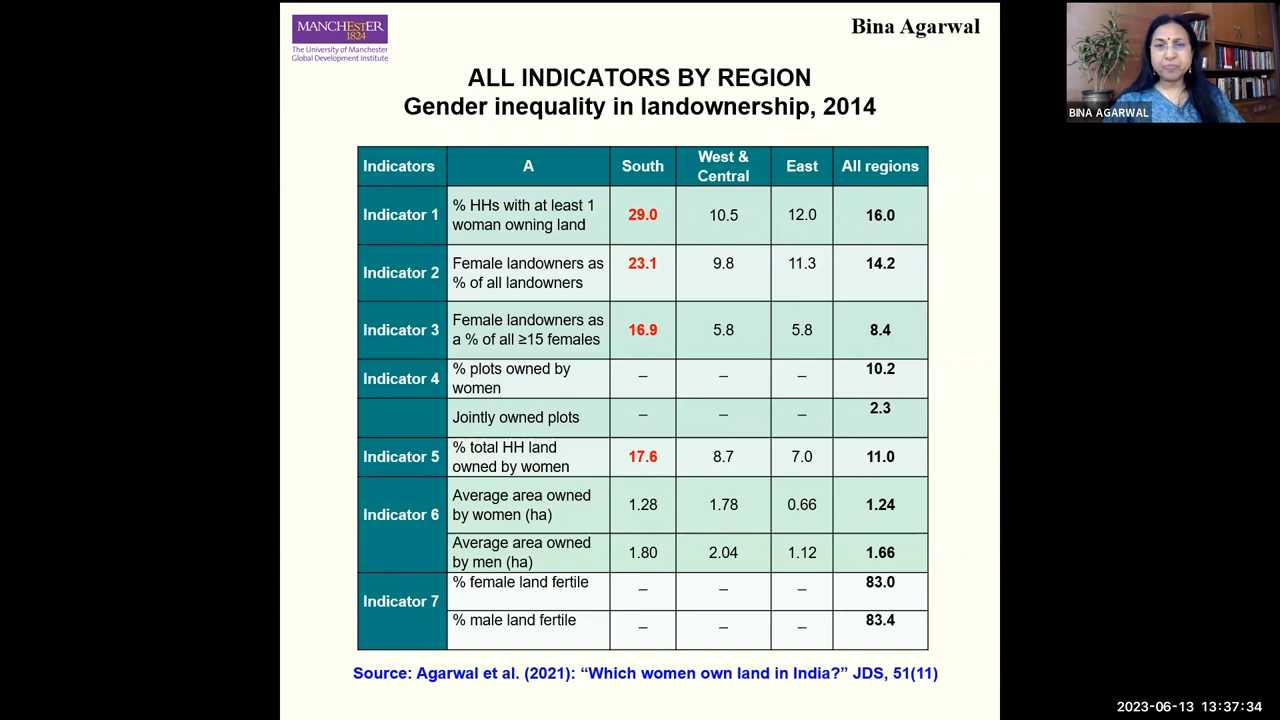 MANCHESTER
1824
The University of Manchester
Global Development Institute
Bina Agarwal
BINA AGARWAL
ALL INDICATORS BY REGION
Gender inequality in landownership, 2014
Indicators A South West & Central East All regions
Indicator 1 % HHs with at least 1 woman owning land 29.0 10.5 12.0 16.0
Indicator 2 Female landowners as % of all landowners 23.1 9.8 11.3 14.2
Indicator 3 Female landowners as a % of all ≥15 females 16.9 5.8 5.8 8.4
Indicator 4 % plots owned by women – – – 10.2
Jointly owned plots – – – 2.3
Indicator 5 % total HH land owned by women 17.6 8.7 7.0 11.0
Indicator 6 Average area owned by women (ha) 1.28 1.78 0.66 1.24
Average area owned by men (ha) 1.80 2.04 1.12 1.66
Indicator 7 % female land fertile – – – 83.0
% male land fertile – – – 83.4
Source: Agarwal et al. (2021): “Which women own land in India?” JDS, 51(11)
2023-06-13 13:37:34